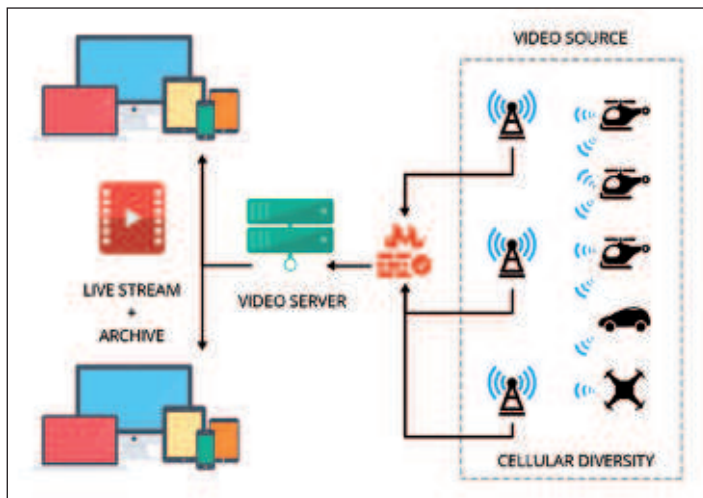 VIDEO SOURCE
LIVE STREAM
+
ARCHIVE
VIDEO SERVER
CELLULAR DIVERSITY